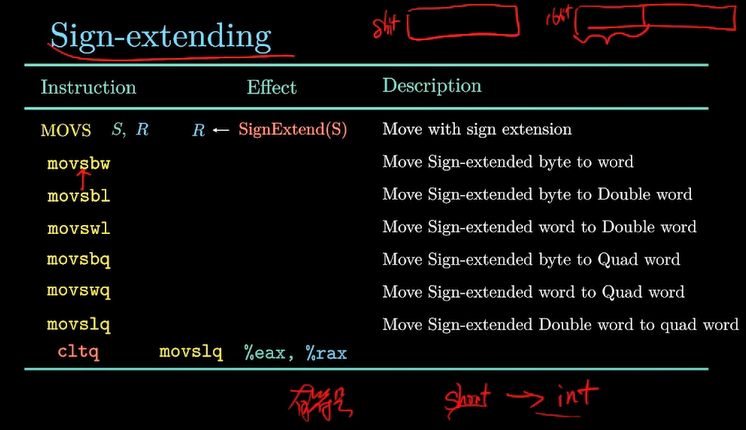 Sign-extending 8bit 16bit
Instruction Effect Description
MOVS S, R R ← SignExtend(S) Move with sign extension
movsbw Move Sign-extended byte to word
movsbl Move Sign-extended byte to Double word
movswl Move Sign-extended word to Double word
movsbq Move Sign-extended byte to Quad word
movswq Move Sign-extended word to Quad word
movslq Move Sign-extended Double word to quad word
cltq movslq %eax, %rax
有符号 short → int